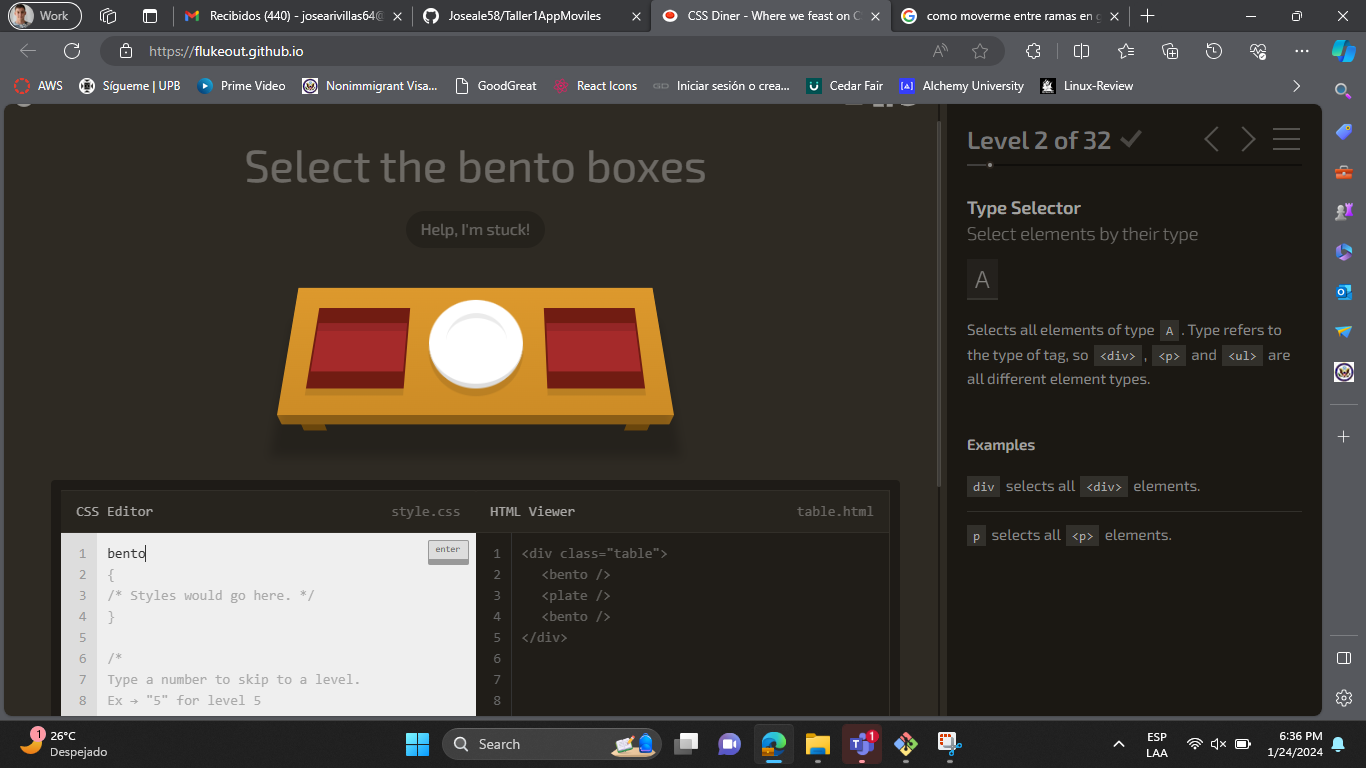 Work
Recibidos (440) - josearivillas64@
Joseale58/Taller1AppMoviles
CSS Diner - Where we feast on C
como moverme entre ramas en g
https://flukeout.github.io
AWS
Sígueme | UPB
Prime Video
Nonimmigrant Visa...
GoodGreat
React Icons
Iniciar sesión o crea...
Cedar Fair
Alchemy University
Linux-Review
Select the bento boxes
Help, I'm stuck!
CSS Editor
style.css
HTML Viewer
table.html
enter
1 bento
2 {
3 /* Styles would go here. */
4 }
5
6 /*
7 Type a number to skip to a level.
8 Ex → "5" for level 5
1 <div class="table">
2 <bento />
3 <plate />
4 <bento />
5 </div>
6
7
8
Level 2 of 32
Type Selector
Select elements by their type
A
Selects all elements of type A . Type refers to
the type of tag, so <div> , <p> and <ul> are
all different element types.
Examples
div selects all <div> elements.
p selects all <p> elements.
1
26°C
Despejado
Search
1
ESP
LAA
6:36 PM
1/24/2024